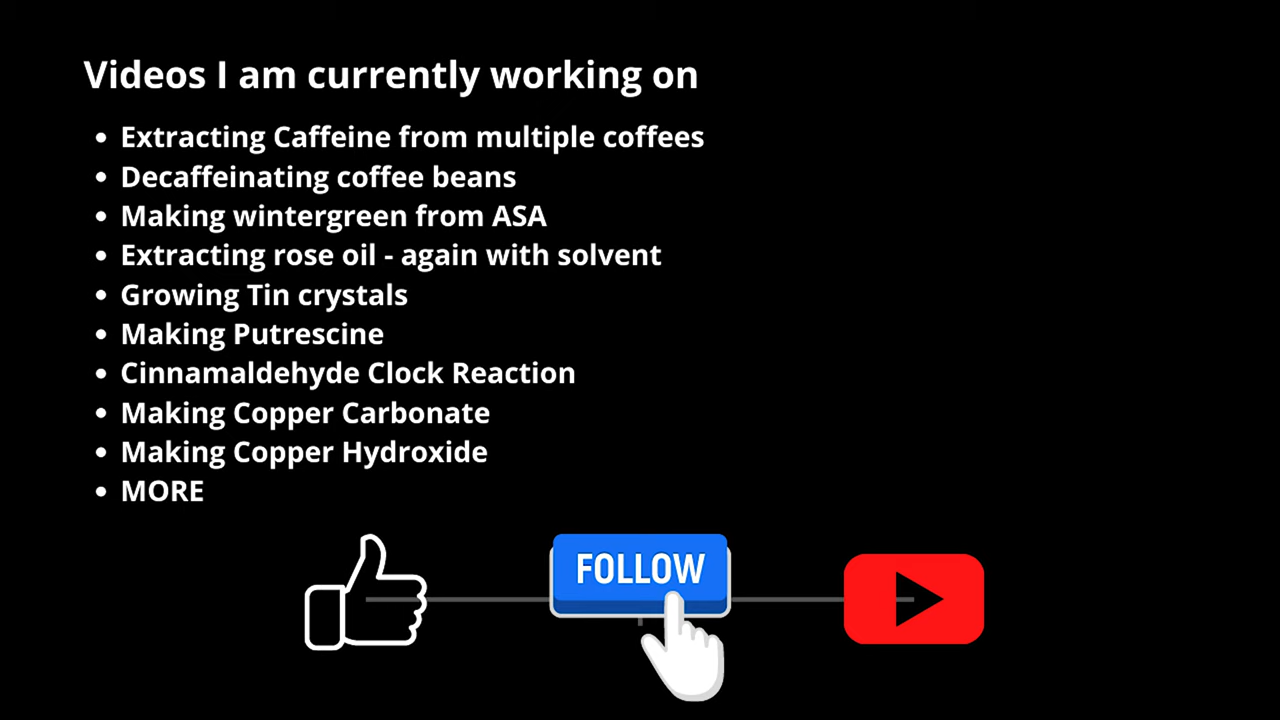 Videos I am currently working on
• Extracting Caffeine from multiple coffees
• Decaffeinating coffee beans
• Making wintergreen from ASA
• Extracting rose oil - again with solvent
• Growing Tin crystals
• Making Putrescine
• Cinnamaldehyde Clock Reaction
• Making Copper Carbonate
• Making Copper Hydroxide
• MORE
FOLLOW